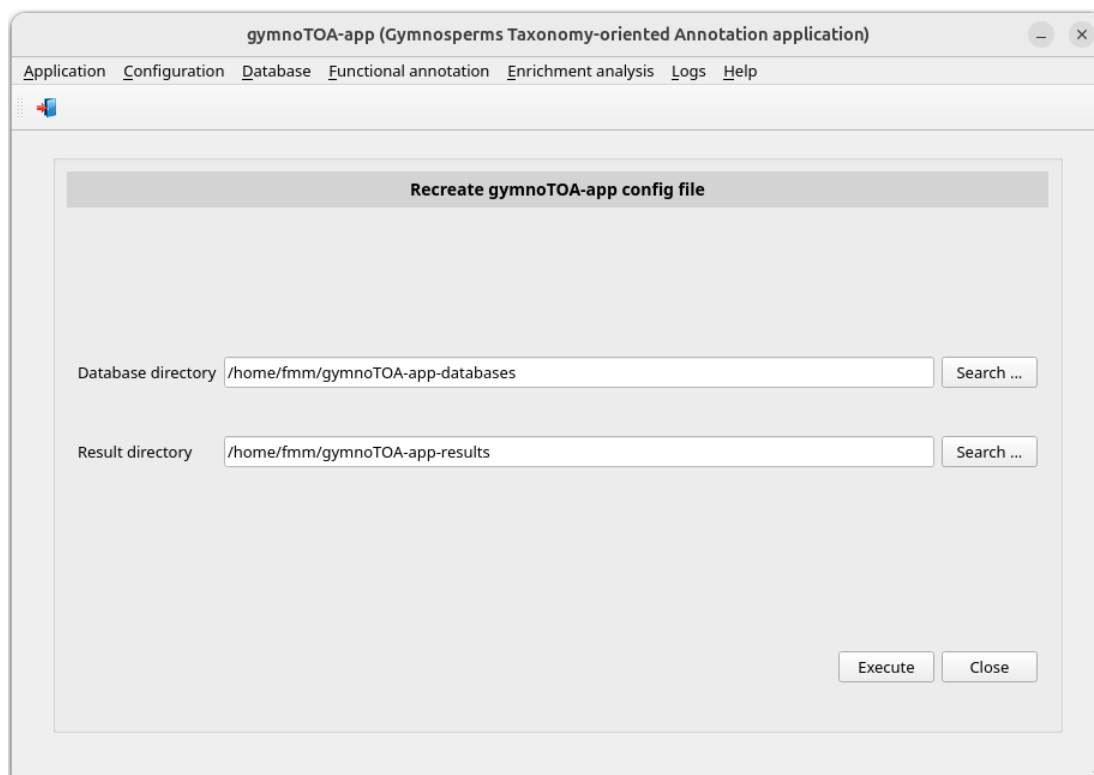 gymnoTOA-app (Gymnosperms Taxonomy-oriented Annotation application)
Application Configuration Database Functional annotation Enrichment analysis Logs Help
Recreate gymnoTOA-app config file
Database directory /home/fmm/gymnoTOA-app-databases Search ...
Result directory /home/fmm/gymnoTOA-app-results Search ...
Execute Close